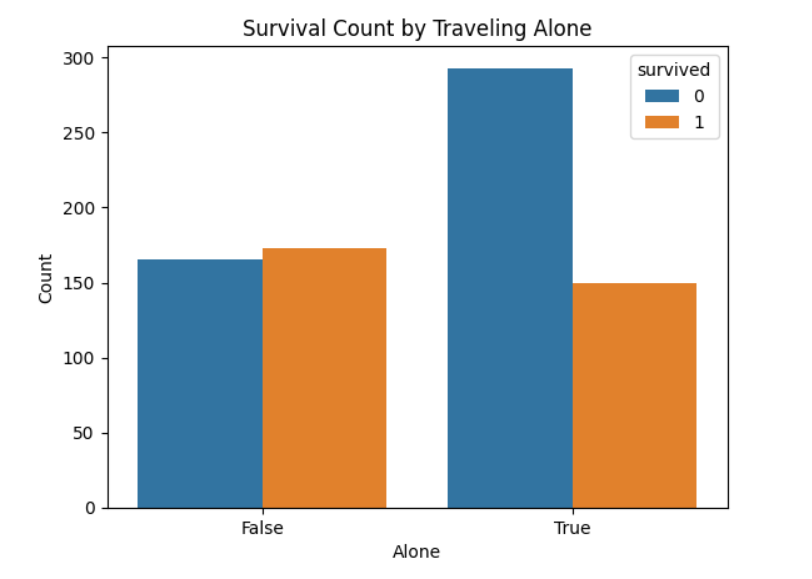 Survival Count by Traveling Alone
survived
0
1
300
250
200
150
100
50
0
Count
False
True
Alone